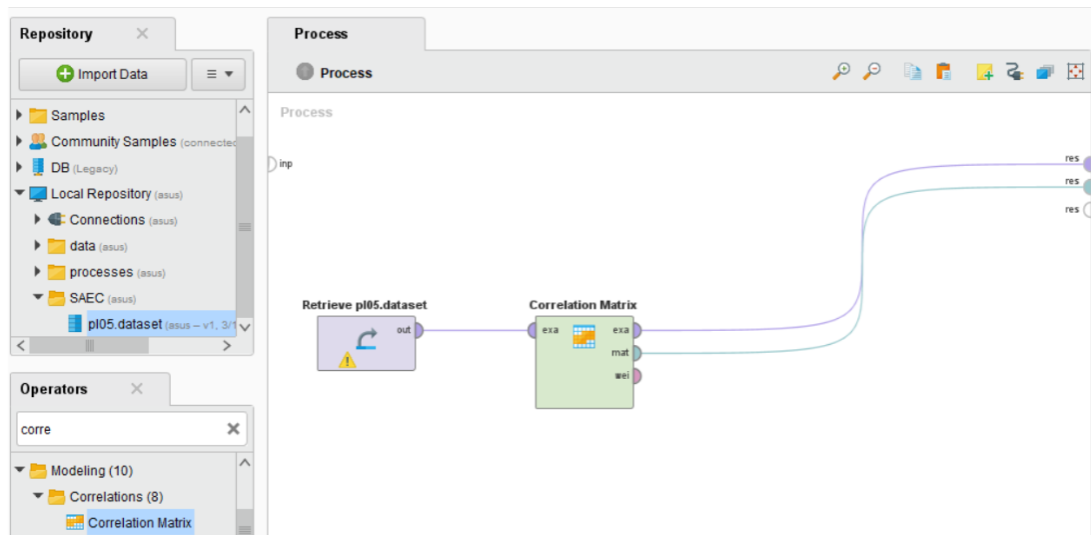 Repository
Import Data
Samples
Community Samples (connected
DB (Legacy)
Local Repository (asus)
Connections (asus)
data (asus)
processes (asus)
SAEC (asus)
pl05.dataset (asus – v1, 3/1
Operators
corre
Modeling (10)
Correlations (8)
Correlation Matrix
Process
Process
Process
inp
res
res
res
Retrieve pl05.dataset
out
Correlation Matrix
exa exa
mat
wei